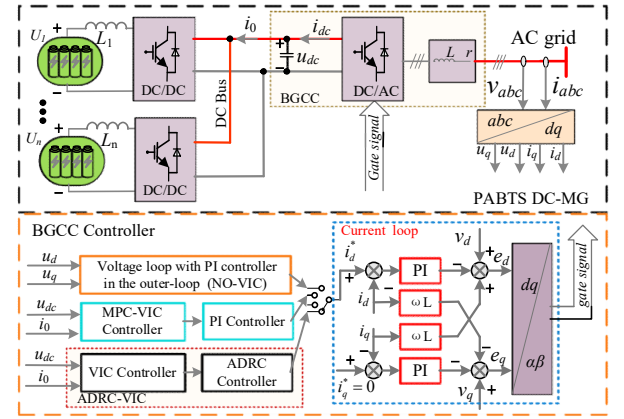 U1
+
L1
−
DC/DC
Un
+
Ln
−
DC/DC
DC Bus
i0
idc
+
udc
−
BGCC
DC/AC
Gate signal
L
r
AC grid
vabc
iabc
abc
dq
uq
ud
iq
id
PABTS DC-MG
BGCC Controller
ud
uq
Voltage loop with PI controller
in the outer-loop (NO-VIC)
udc
i0
MPC-VIC
Controller
PI Controller
udc
i0
VIC Controller
ADRC
Controller
ADRC-VIC
Current loop
i*d
+
−
id
PI
ωL
iq
ωL
−
+
i*q = 0
PI
vd
+
−
+
ed
−
−
+
eq
vq
dq
αβ
gate signal